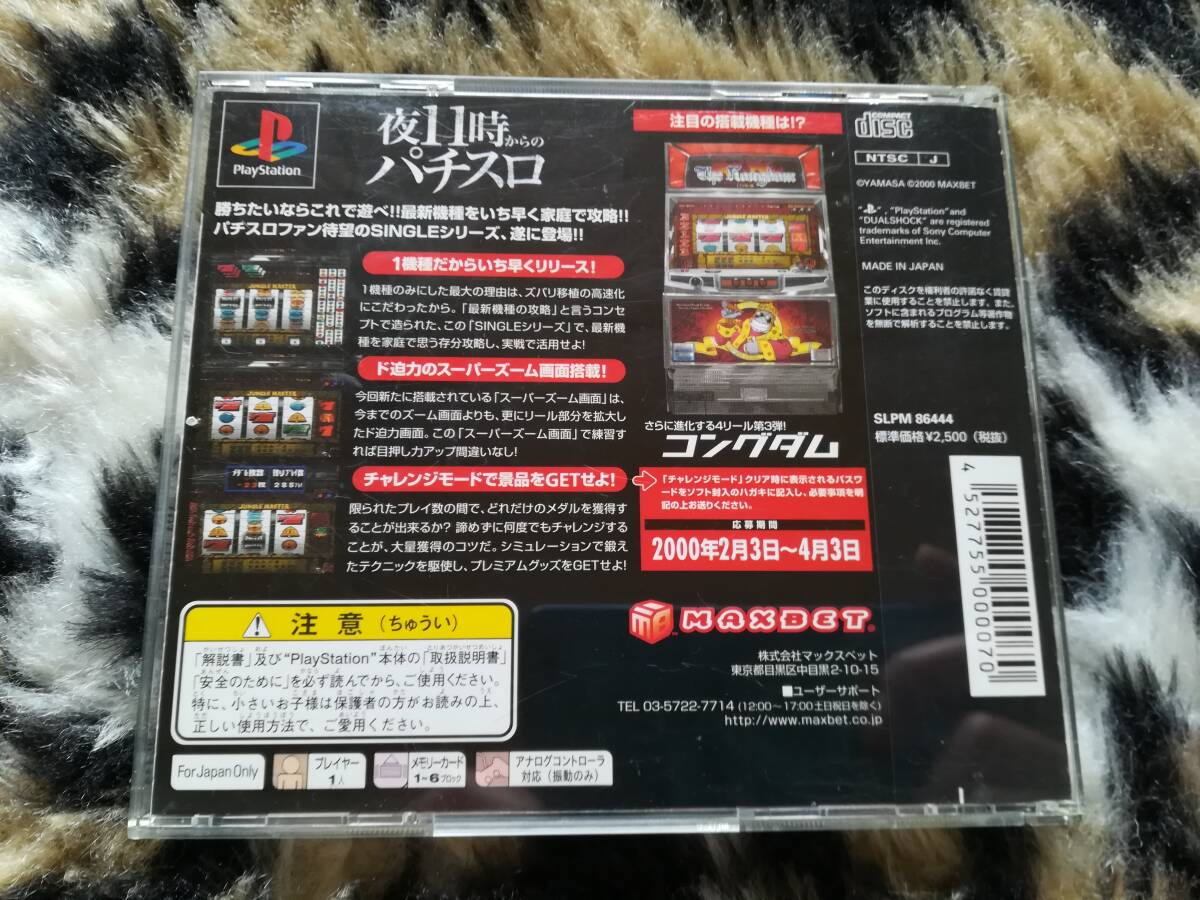 PlayStation
夜11時からの
パチスロ
勝ちたいならこれで遊べ!!最新機種をいち早く家庭で攻略!!
パチスロファン待望のSINGLEシリーズ、遂に登場!!
1機種だからいち早くリリース!
1機種のみにした最大の理由は、ズバリ移植の高速化
にこだわったから。「最新機種の攻略」と言うコンセ
プトで造られた、この「SINGLEシリーズ」で、最新機
種を家庭で思う存分攻略し、実戦で活用せよ!
JUNGLE MASTER
ド迫力のスーパーズーム画面搭載!
今回新たに搭載されている「スーパーズーム画面」は、
今までのズーム画面よりも、更にリール部分を拡大し
たド迫力画面。この「スーパーズーム画面」で練習す
れば目押し力アップ間違いなし!
JUNGLE MASTER
チャレンジモードで景品をGETせよ!
限られたプレイ数の間で、どれだけのメダルを獲得す
ることが出来るか?諦めずに何度でもチャレンジする
ことが、大量獲得のコツだ。シミュレーションで鍛え
たテクニックを駆使し、プレミアムグッズをGETせよ!
JUNGLE MASTER
注目の搭載機種は!?
JUNGLE MASTER
さらに進化する4リール第3弾!
コングダム
「チャレンジモード」クリア時に表示されるパスワ
ードをソフト封入のハガキに記入し、必要事項を明
記の上お送りください。
応募期間
2000年2月3日〜4月3日
MAXBET
株式会社マックスベット
東京都目黒区中目黒2-10-15
■ユーザーサポート
TEL 03-5722-7714(12:00〜17:00土日祝日を除く)
http://www.maxbet.co.jp
COMPACT
disc
NTSC J
©YAMASA ©2000 MAXBET
" ", "PlayStation" and
"DUALSHOCK" are registered
trademarks of Sony Computer
Entertainment Inc.
MADE IN JAPAN
このディスクを権利者の許諾なく賃貸
業に使用することを禁止します。また、
ソフトに含まれるプログラム等著作物
を無断で解析することを禁止します。
SLPM 86444
標準価格¥2,500(税抜)
4 527755 000070
注意(ちゅうい)
「解説書」及び"PlayStation"本体の「取扱説明書」
「安全のために」を必ず読んでから、ご使用ください。
特に、小さいお子様は保護者の方がお読みの上、
正しい使用方法で、ご愛用ください。
For Japan Only
プレイヤー
1人
メモリーカード
1~6ブロック
アナログコントローラ
対応(振動のみ)